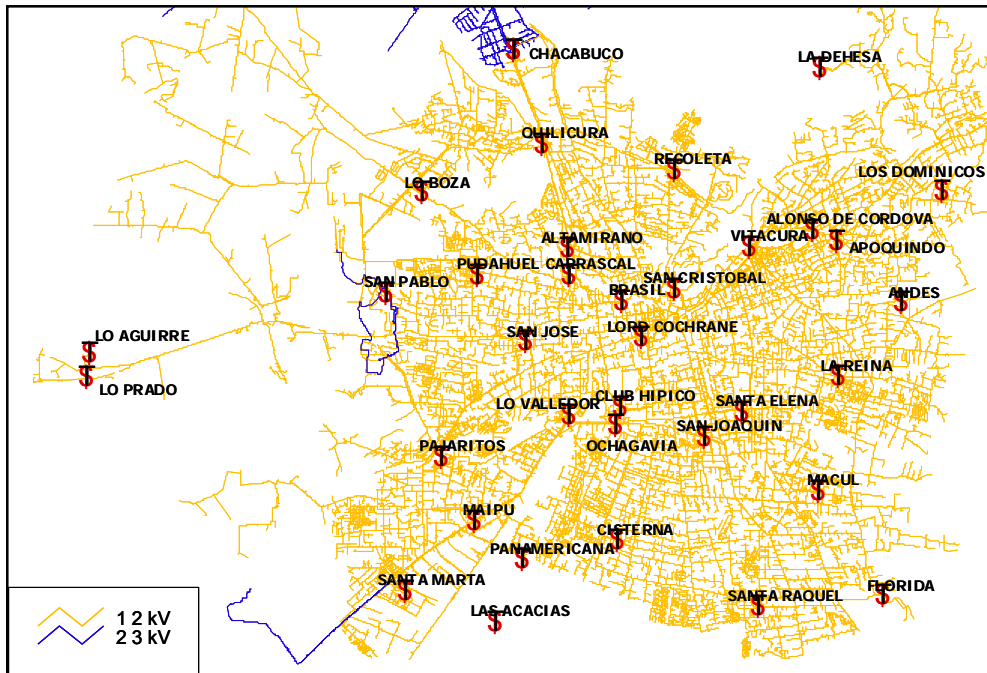 CHACABUCO
LA DEHESA
QUILICURA
RECOLETA
LOS DOMINICOS
LO BOZA
ALONSO DE CORDOVA
ALTAMIRANO
VITACURA
APOQUINDO
PUDAHUEL
CARRASCAL
SAN CRISTOBAL
SAN PABLO
BRASIL
ANDES
LO AGUIRRE
SAN JOSE
LORD COCHRANE
LA REINA
LO PRADO
CLUB HIPICO
SANTA ELENA
LO VALLEDOR
SAN JOAQUIN
OCHAGAVIA
PAJARITOS
MACUL
MAIPU
CISTERNA
PANAMERICANA
SANTA MARTA
FLORIDA
SANTA RAQUEL
LAS ACACIAS
12 kV
23 kV